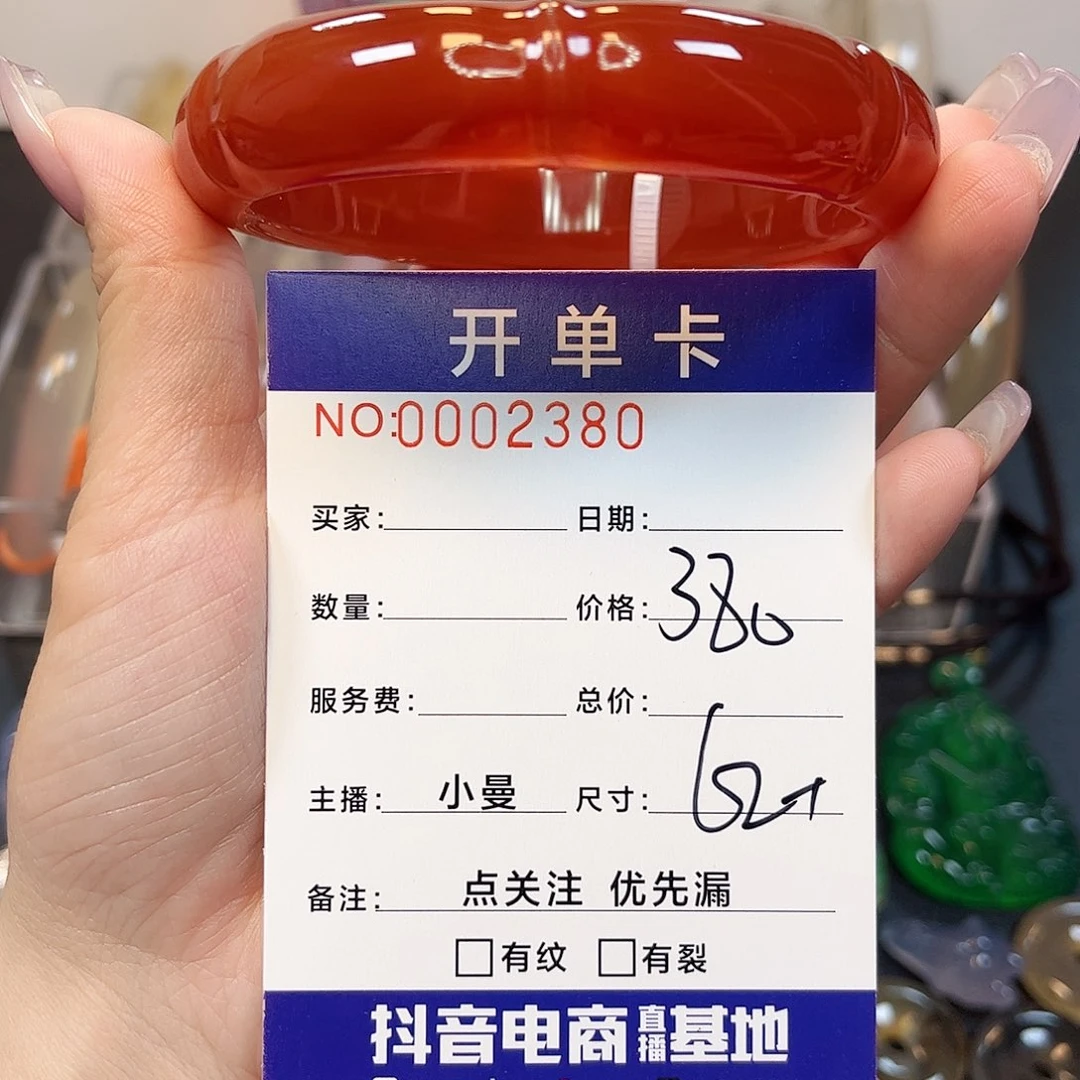 开单卡
NO:0002380
买家: 日期:
数量: 价格: 380
服务费: 总价:
主播: 小曼 尺寸: 62+
备注: 点关注 优先漏
□有纹 □有裂
抖音电商直播基地